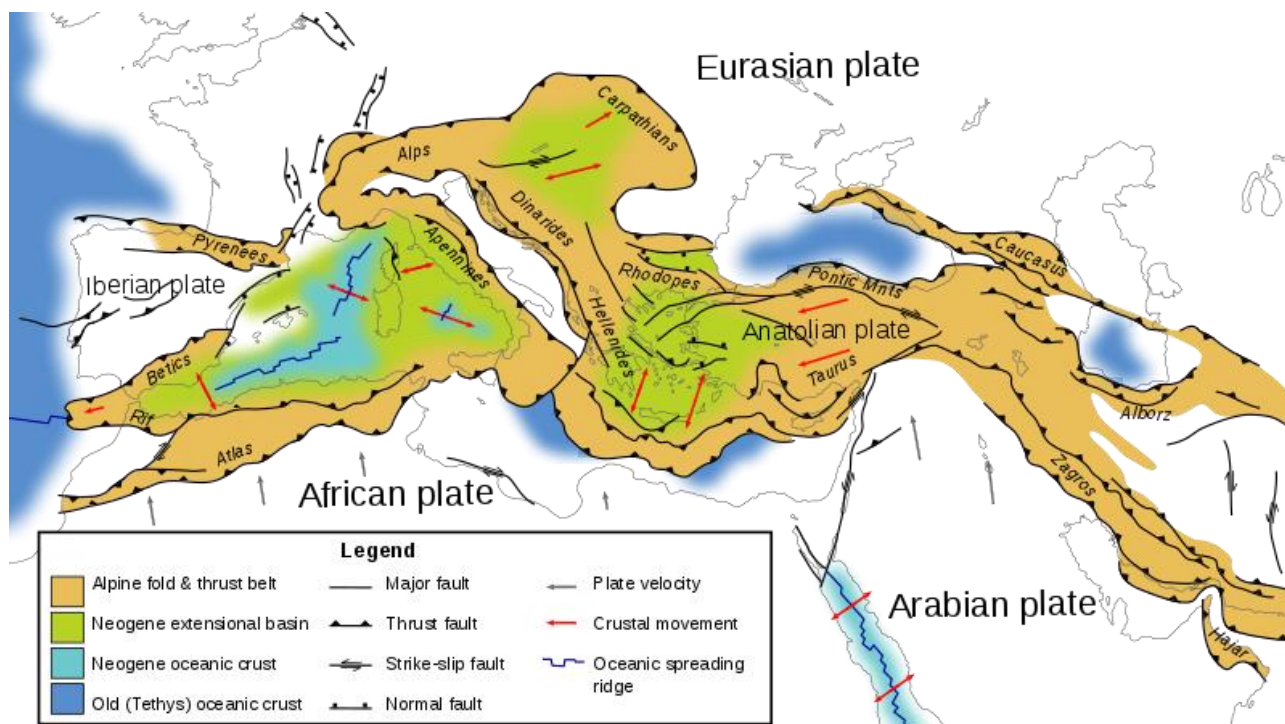 Eurasian plate
Carpathians
Alps
Dinarides
Pyrenees
Apennines
Caucasus
Iberian plate
Rhodopes
Pontic Mnts
Hellenides
Anatolian plate
Betics
Taurus
Alborz
Rif
Atlas
Zagros
African plate
Arabian plate
Hajar
Legend
Alpine fold & thrust belt
Major fault
Plate velocity
Neogene extensional basin
Thrust fault
Crustal movement
Neogene oceanic crust
Strike-slip fault
Oceanic spreading
ridge
Old (Tethys) oceanic crust
Normal fault